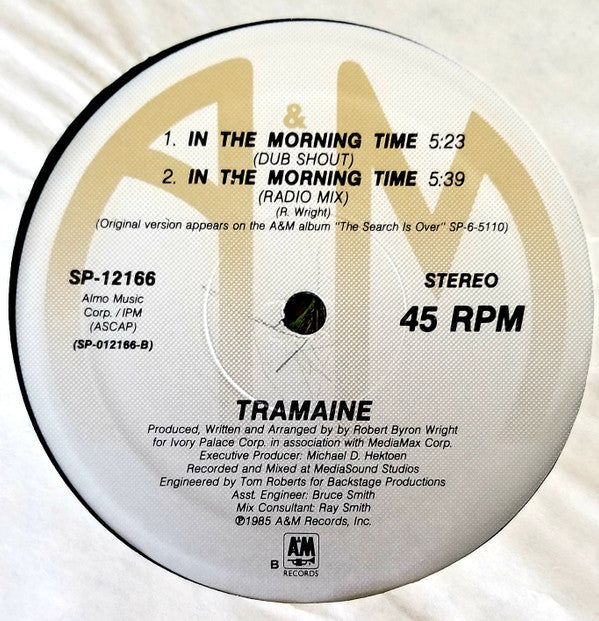 A & M
1. IN THE MORNING TIME 5:23
(DUB SHOUT)
2. IN THE MORNING TIME 5:39
(RADIO MIX)
(R. Wright)
(Original version appears on the A&M album "The Search Is Over" SP-6-5110)
SP-12166
Almo Music
Corp./IPM
(ASCAP)
(SP-012166-B)
STEREO
45 RPM
TRAMAINE
Produced, Written and Arranged by by Robert Byron Wright
for Ivory Palace Corp. in association with MediaMax Corp.
Executive Producer: Michael D. Hektoen
Recorded and Mixed at MediaSound Studios
Engineered by Tom Roberts for Backstage Productions
Asst. Engineer: Bruce Smith
Mix Consultant: Ray Smith
℗1985 A&M Records, Inc.
B
A&M
RECORDS